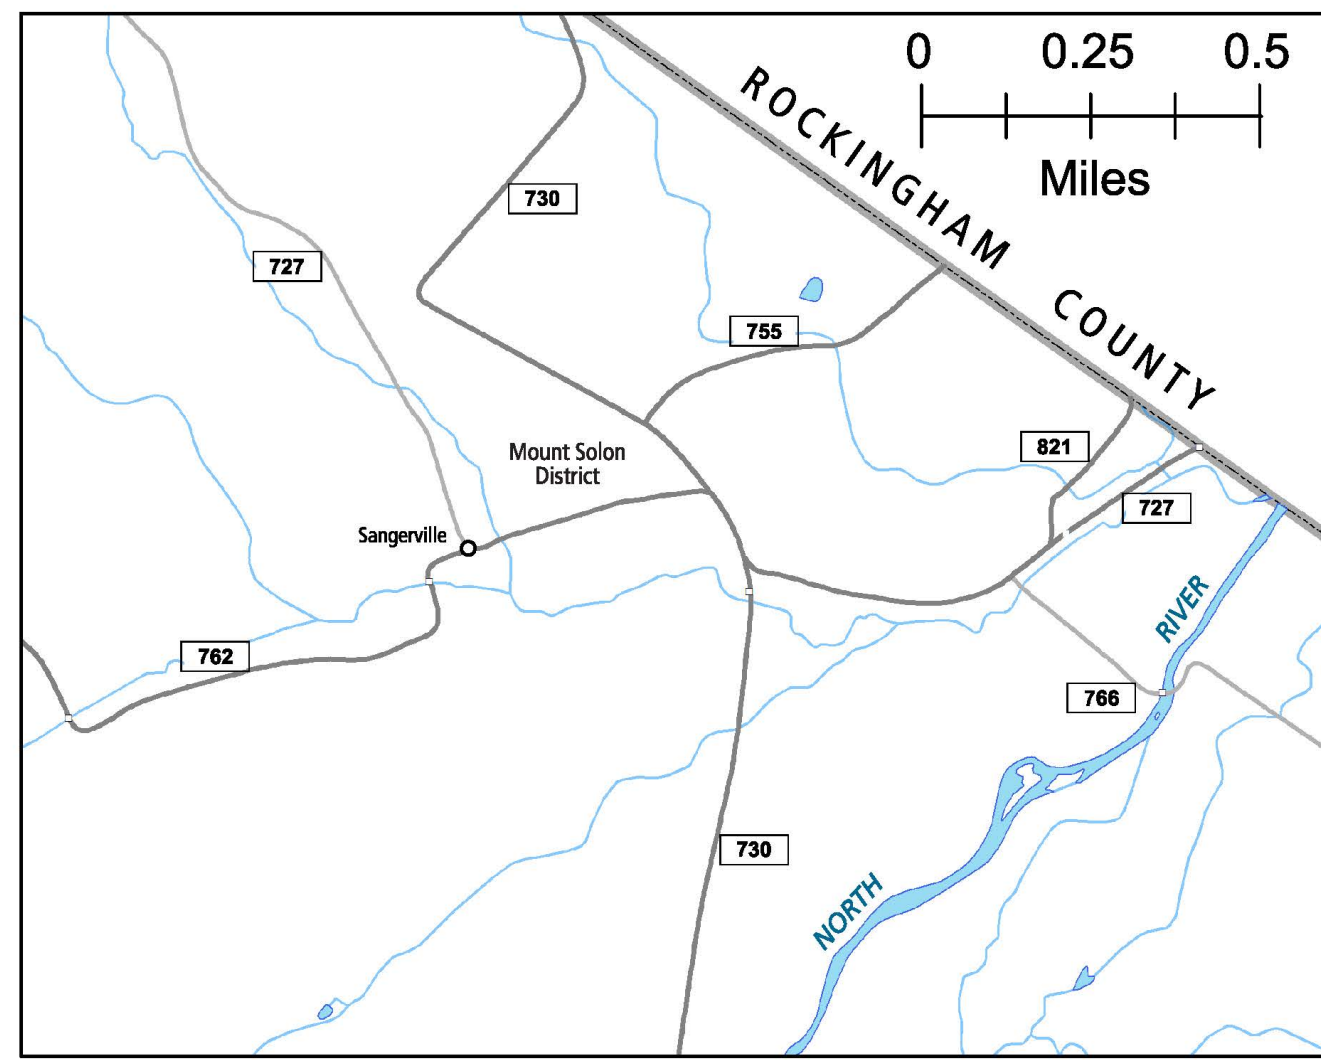 0 0.25 0.5
Miles
ROCKINGHAM COUNTY
730
727
755
Mount Solon
District
821
727
Sangerville
RIVER
762
766
730
NORTH